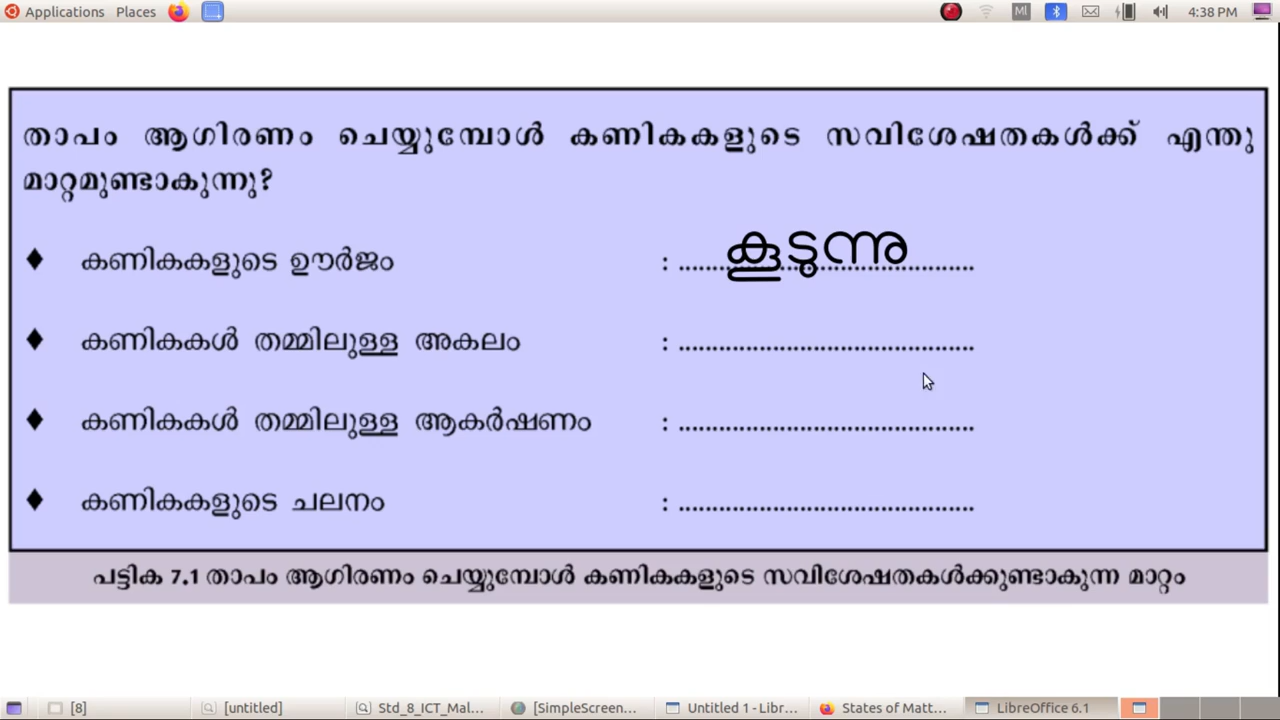 Applications Places Ml 4:38 PM
താപം ആഗിരണം ചെയ്യുമ്പോൾ കണികകളുടെ സവിശേഷതകൾക്ക് എന്തു
മാറ്റമുണ്ടാകുന്നു?
♦ കണികകളുടെ ഊർജം : ............................................ കൂടുന്നു
♦ കണികകൾ തമ്മിലുള്ള അകലം : ............................................
♦ കണികകൾ തമ്മിലുള്ള ആകർഷണം : ............................................
♦ കണികകളുടെ ചലനം : ............................................
പട്ടിക 7.1 താപം ആഗിരണം ചെയ്യുമ്പോൾ കണികകളുടെ സവിശേഷതകൾക്കുണ്ടാകുന്ന മാറ്റം
[8] [untitled] Std_8_ICT_Mal... [SimpleScreen... Untitled 1 - Libr... States of Matt... LibreOffice 6.1